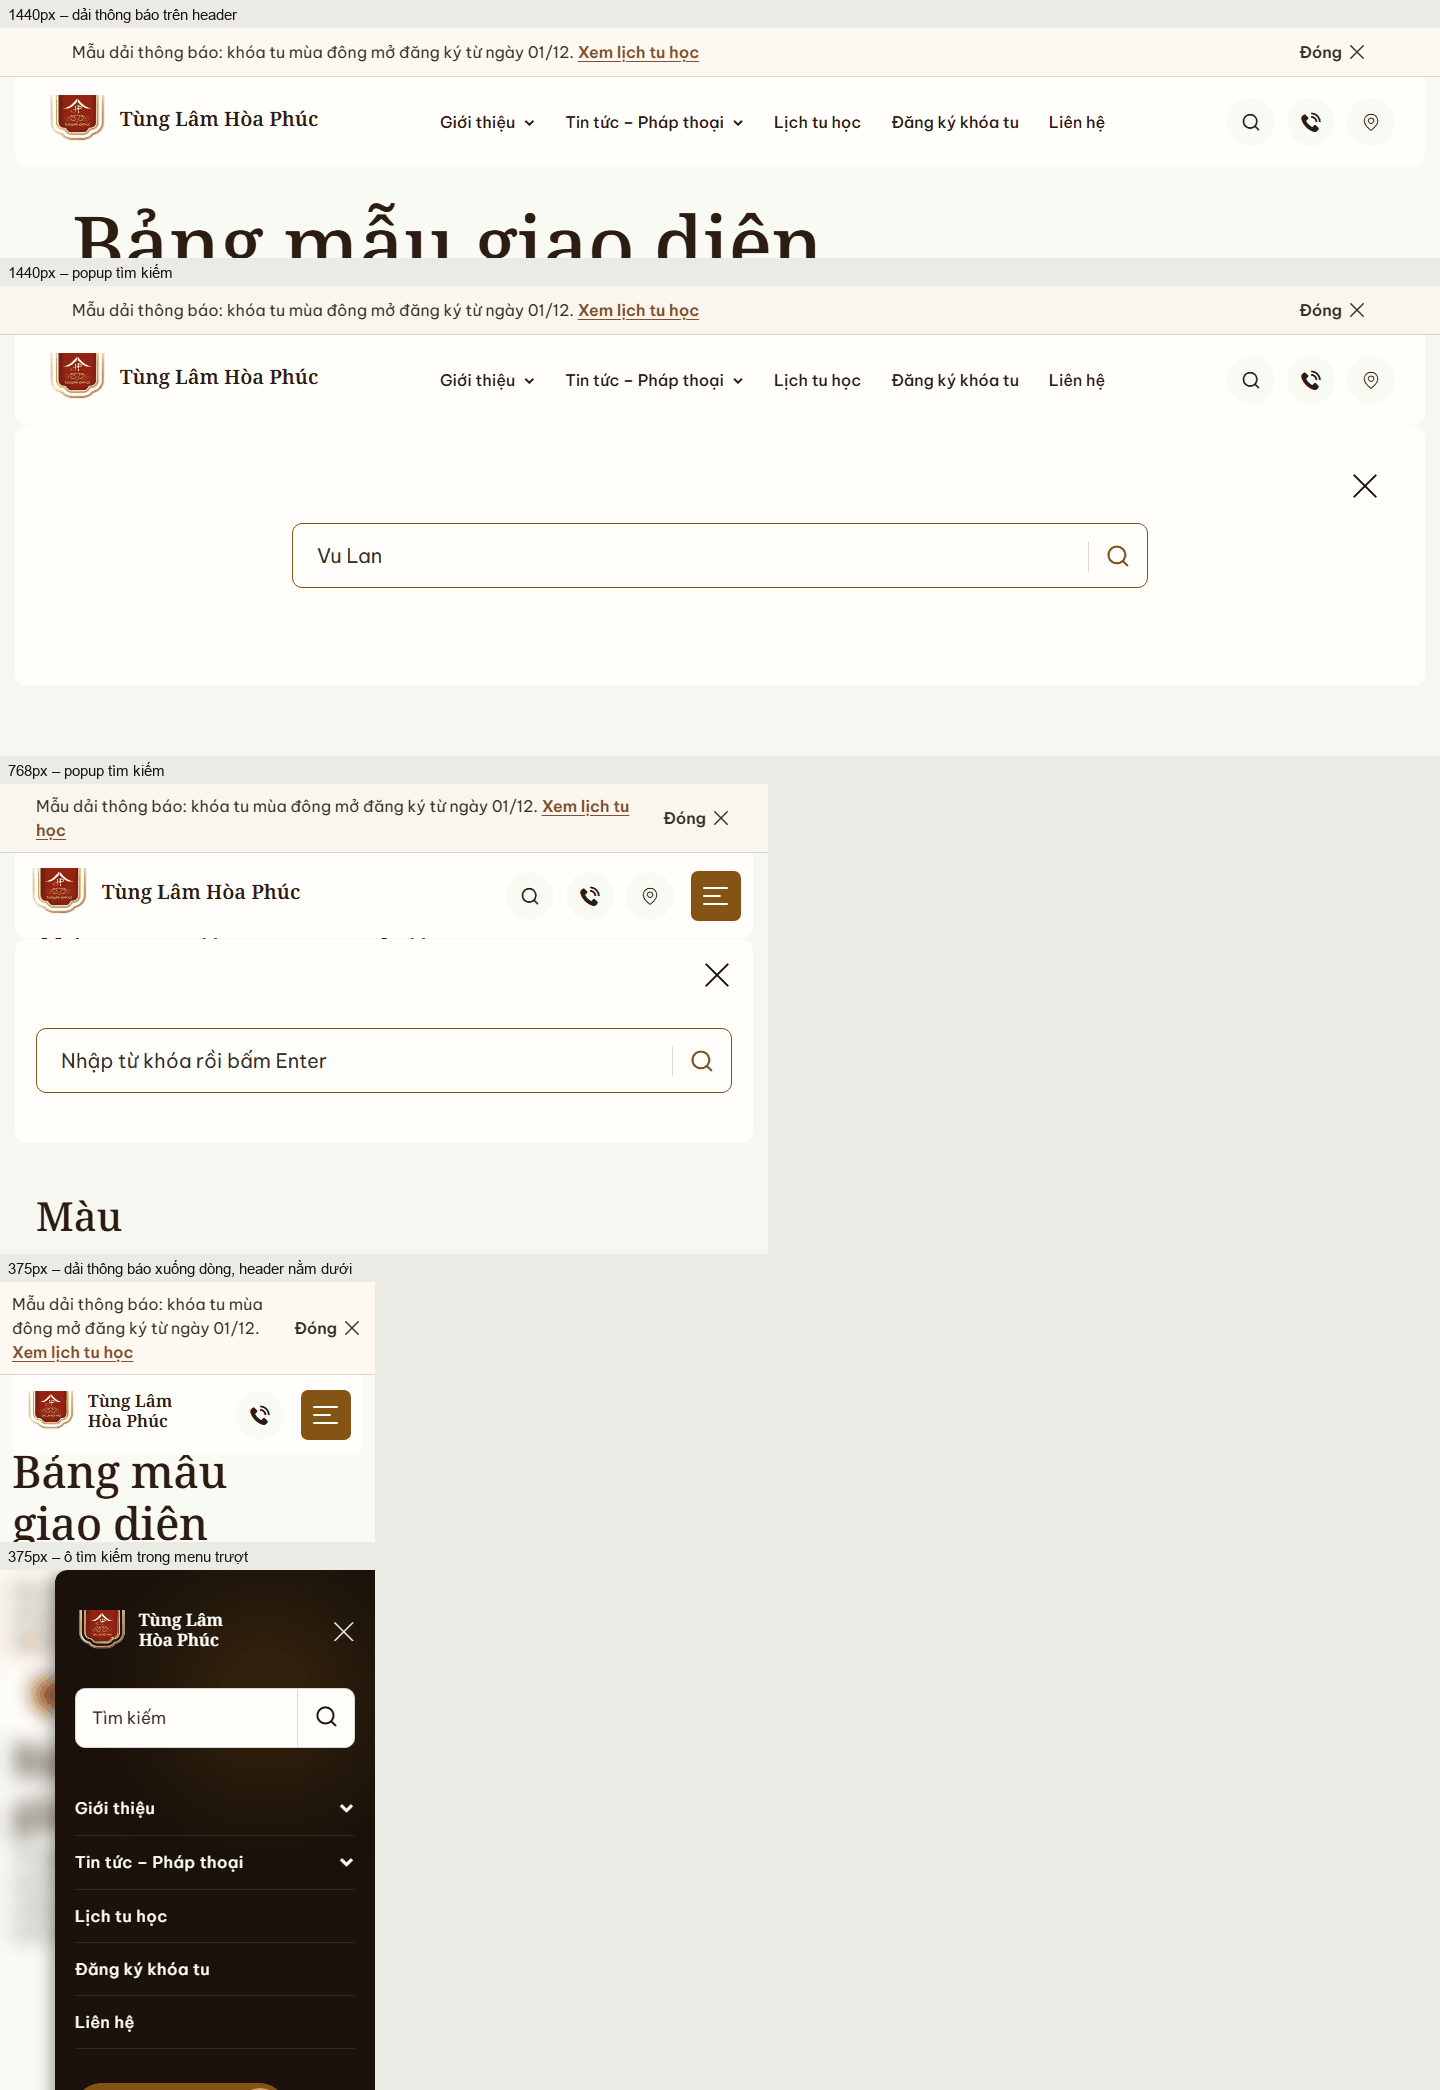 1440px – dải thông báo trên header
Mẫu dải thông báo: khóa tu mùa đông mở đăng ký từ ngày 01/12. Xem lịch tu học
Đóng
Tùng Lâm Hòa Phúc
Giới thiệu
Tin tức – Pháp thoại
Lịch tu học
Đăng ký khóa tu
Liên hệ
Bảng mẫu giao diện
1440px – popup tìm kiếm
Mẫu dải thông báo: khóa tu mùa đông mở đăng ký từ ngày 01/12. Xem lịch tu học
Đóng
Tùng Lâm Hòa Phúc
Giới thiệu
Tin tức – Pháp thoại
Lịch tu học
Đăng ký khóa tu
Liên hệ
Vu Lan
768px – popup tìm kiếm
Mẫu dải thông báo: khóa tu mùa đông mở đăng ký từ ngày 01/12. Xem lịch tu
học
Đóng
Tùng Lâm Hòa Phúc
Nhập từ khóa rồi bấm Enter
Màu
375px – dải thông báo xuống dòng, header nằm dưới
Mẫu dải thông báo: khóa tu mùa
đông mở đăng ký từ ngày 01/12.
Xem lịch tu học
Đóng
Tùng Lâm
Hòa Phúc
Bảng mẫu
giao diện
375px – ô tìm kiếm trong menu trượt
Tùng Lâm
Hòa Phúc
Tìm kiếm
Giới thiệu
Tin tức – Pháp thoại
Lịch tu học
Đăng ký khóa tu
Liên hệ